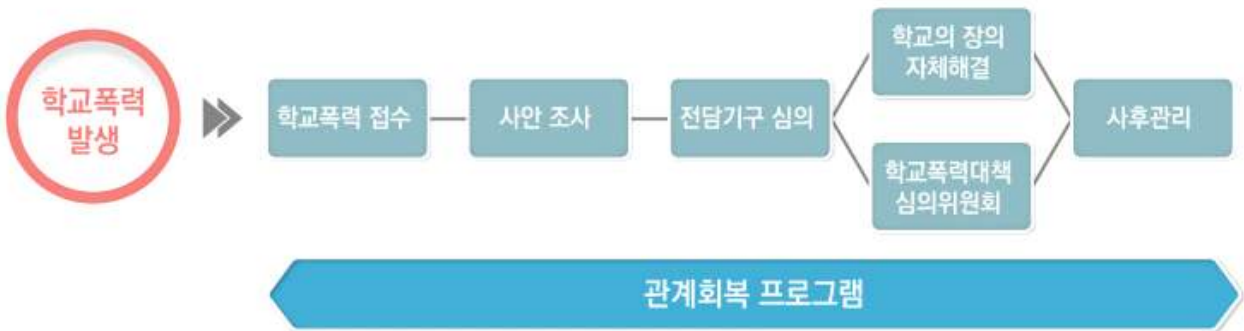 학교폭력
발생
학교폭력 접수
사안 조사
전담기구 심의
학교의 장의
자체해결
학교폭력대책
심의위원회
사후관리
관계회복 프로그램